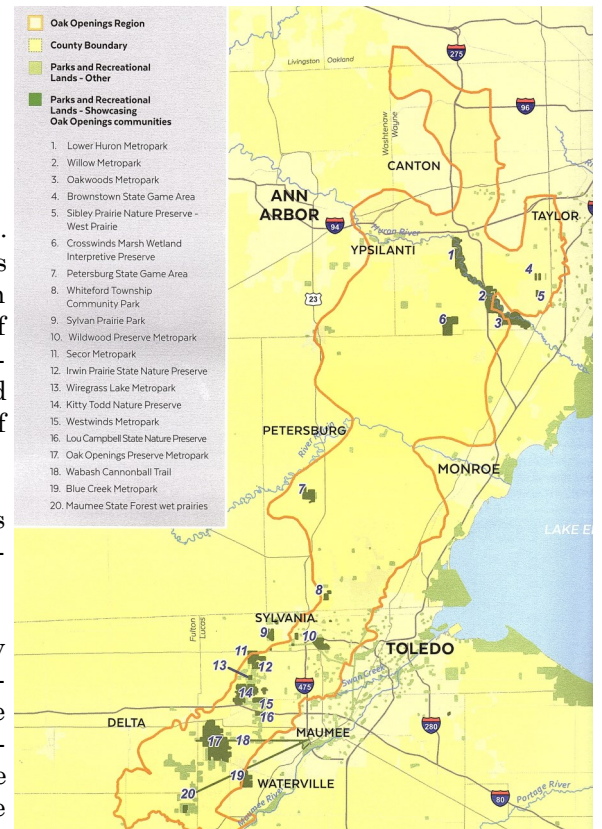 Oak Openings Region
County Boundary
Parks and Recreational
Lands - Other
Parks and Recreational
Lands - Showcasing
Oak Openings communities
1. Lower Huron Metropark
2. Willow Metropark
3. Oakwoods Metropark
4. Brownstown State Game Area
5. Sibley Prairie Nature Preserve -
West Prairie
6. Crosswinds Marsh Wetland
Interpretive Preserve
7. Petersburg State Game Area
8. Whiteford Township
Community Park
9. Sylvan Prairie Park
10. Wildwood Preserve Metropark
11. Secor Metropark
12. Irwin Prairie State Nature Preserve
13. Wiregrass Lake Metropark
14. Kitty Todd Nature Preserve
15. Westwinds Metropark
16. Lou Campbell State Nature Preserve
17. Oak Openings Preserve Metropark
18. Wabash Cannonball Trail
19. Blue Creek Metropark
20. Maumee State Forest wet prairies
275
Livingston Oakland
96
Washtenaw
Wayne
CANTON
ANN
ARBOR
94
TAYLOR
Huron River
YPSILANTI
1
4
2
5
3
6
23
PETERSBURG
River Raisin
MONROE
7
LAKE E
8
SYLVANIA
Fulton
Lucas
9
10
TOLEDO
11
12
13
Swan Creek
475
14
15
16
DELTA
MAUMEE
280
17
18
19
WATERVILLE
20
Maumee River
80
Portage River